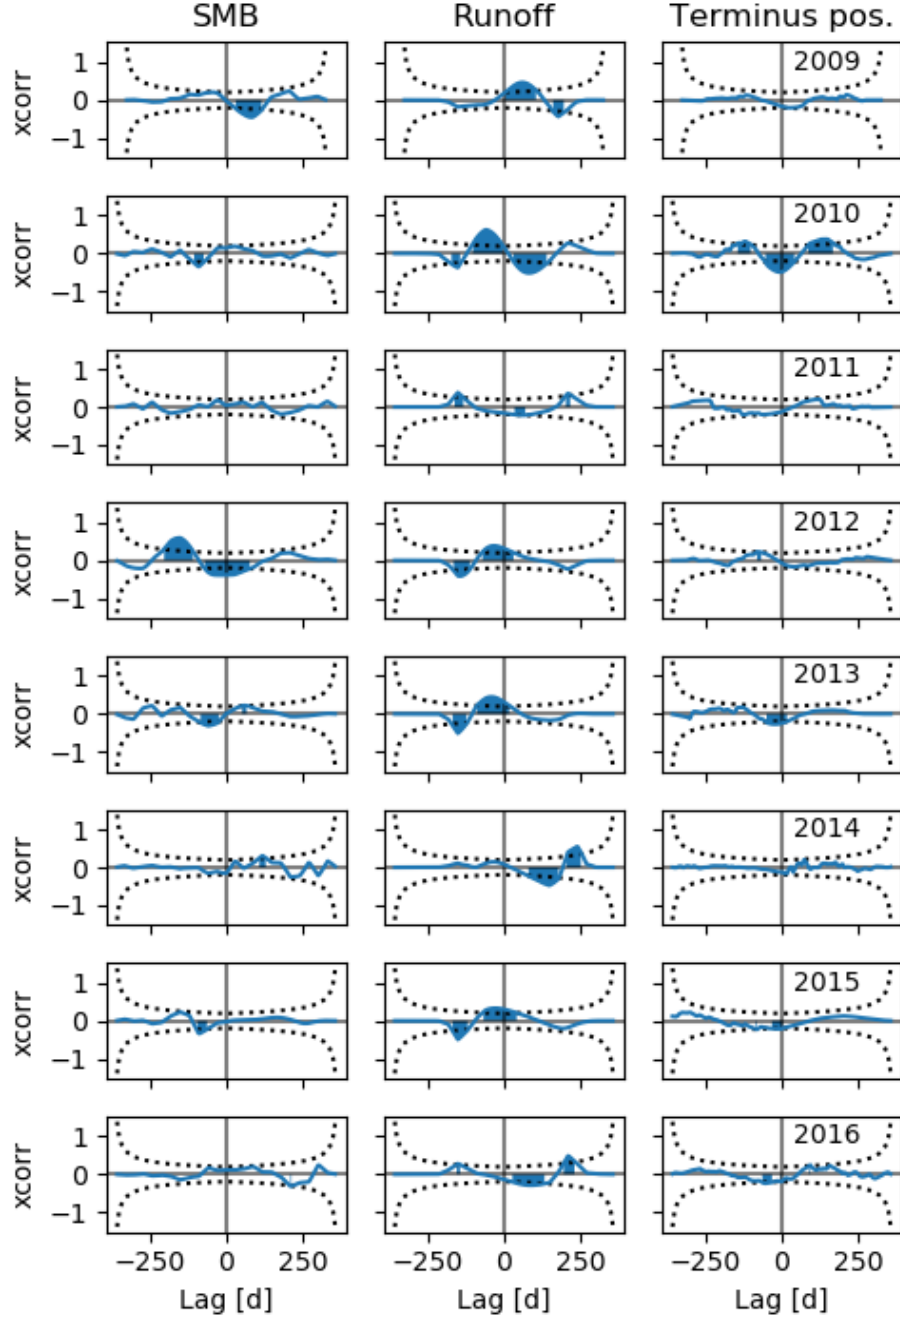 SMB Runoff Terminus pos.
xcorr 1 0 −1 2009
xcorr 1 0 −1 2010
xcorr 1 0 −1 2011
xcorr 1 0 −1 2012
xcorr 1 0 −1 2013
xcorr 1 0 −1 2014
xcorr 1 0 −1 2015
xcorr 1 0 −1 2016
−250 0 250 −250 0 250 −250 0 250
Lag [d] Lag [d] Lag [d]